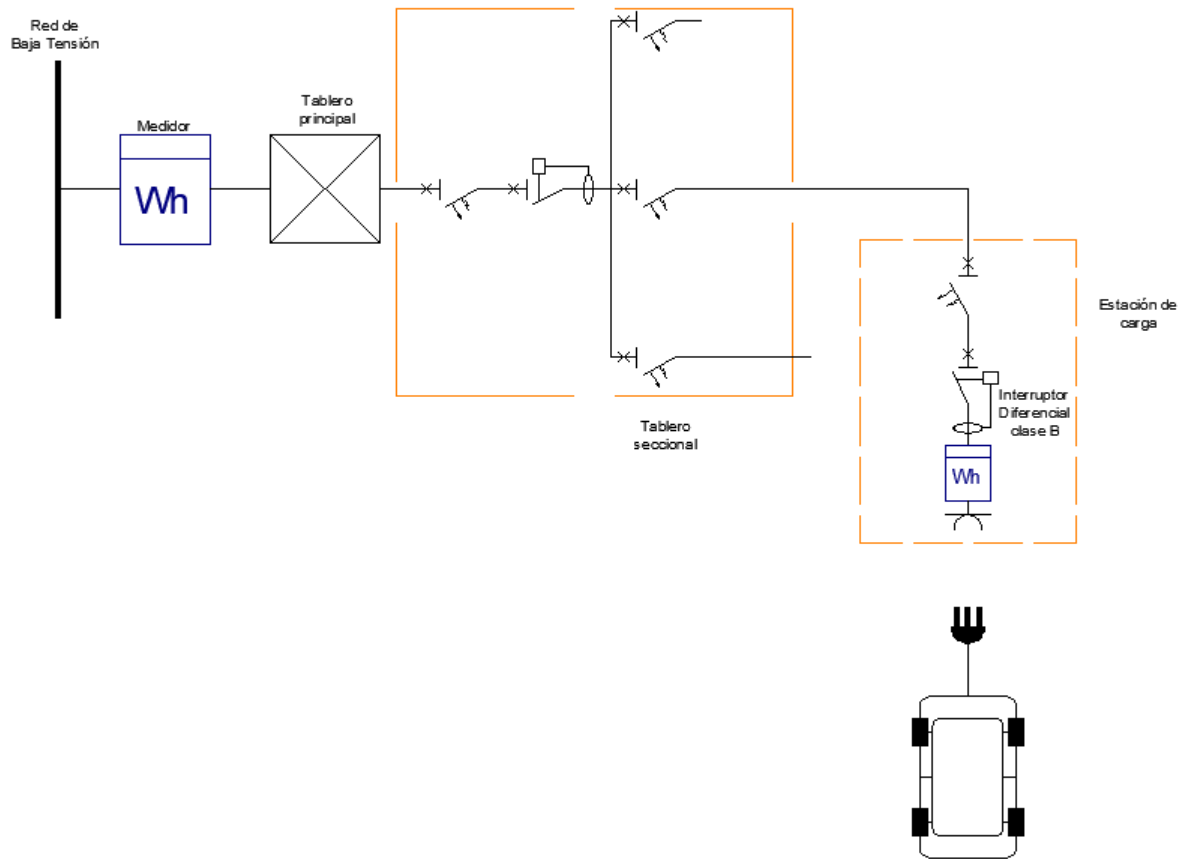 Red de
Baja Tensión
Medidor
Wh
Tablero
principal
Tablero
seccional
Estación de
carga
Interruptor
Diferencial
clase B
Wh